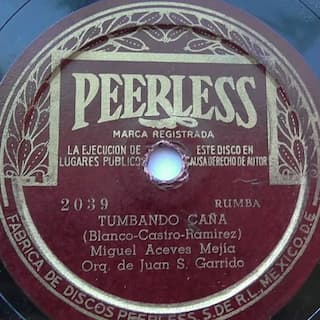 PEERLESS
MARCA REGISTRADA
LA EJECUCION DE ESTE DISCO EN
LUGARES PUBLICOS CAUSA DERECHO DE AUTOR
2039 RUMBA
TUMBANDO CAÑA
(Blanco-Castro-Ramirez)
Miguel Aceves Mejía
Orq. de Juan S. Garrido
FABRICA DE DISCOS PEERLESS, S. DE R. L. MEXICO, D.F.